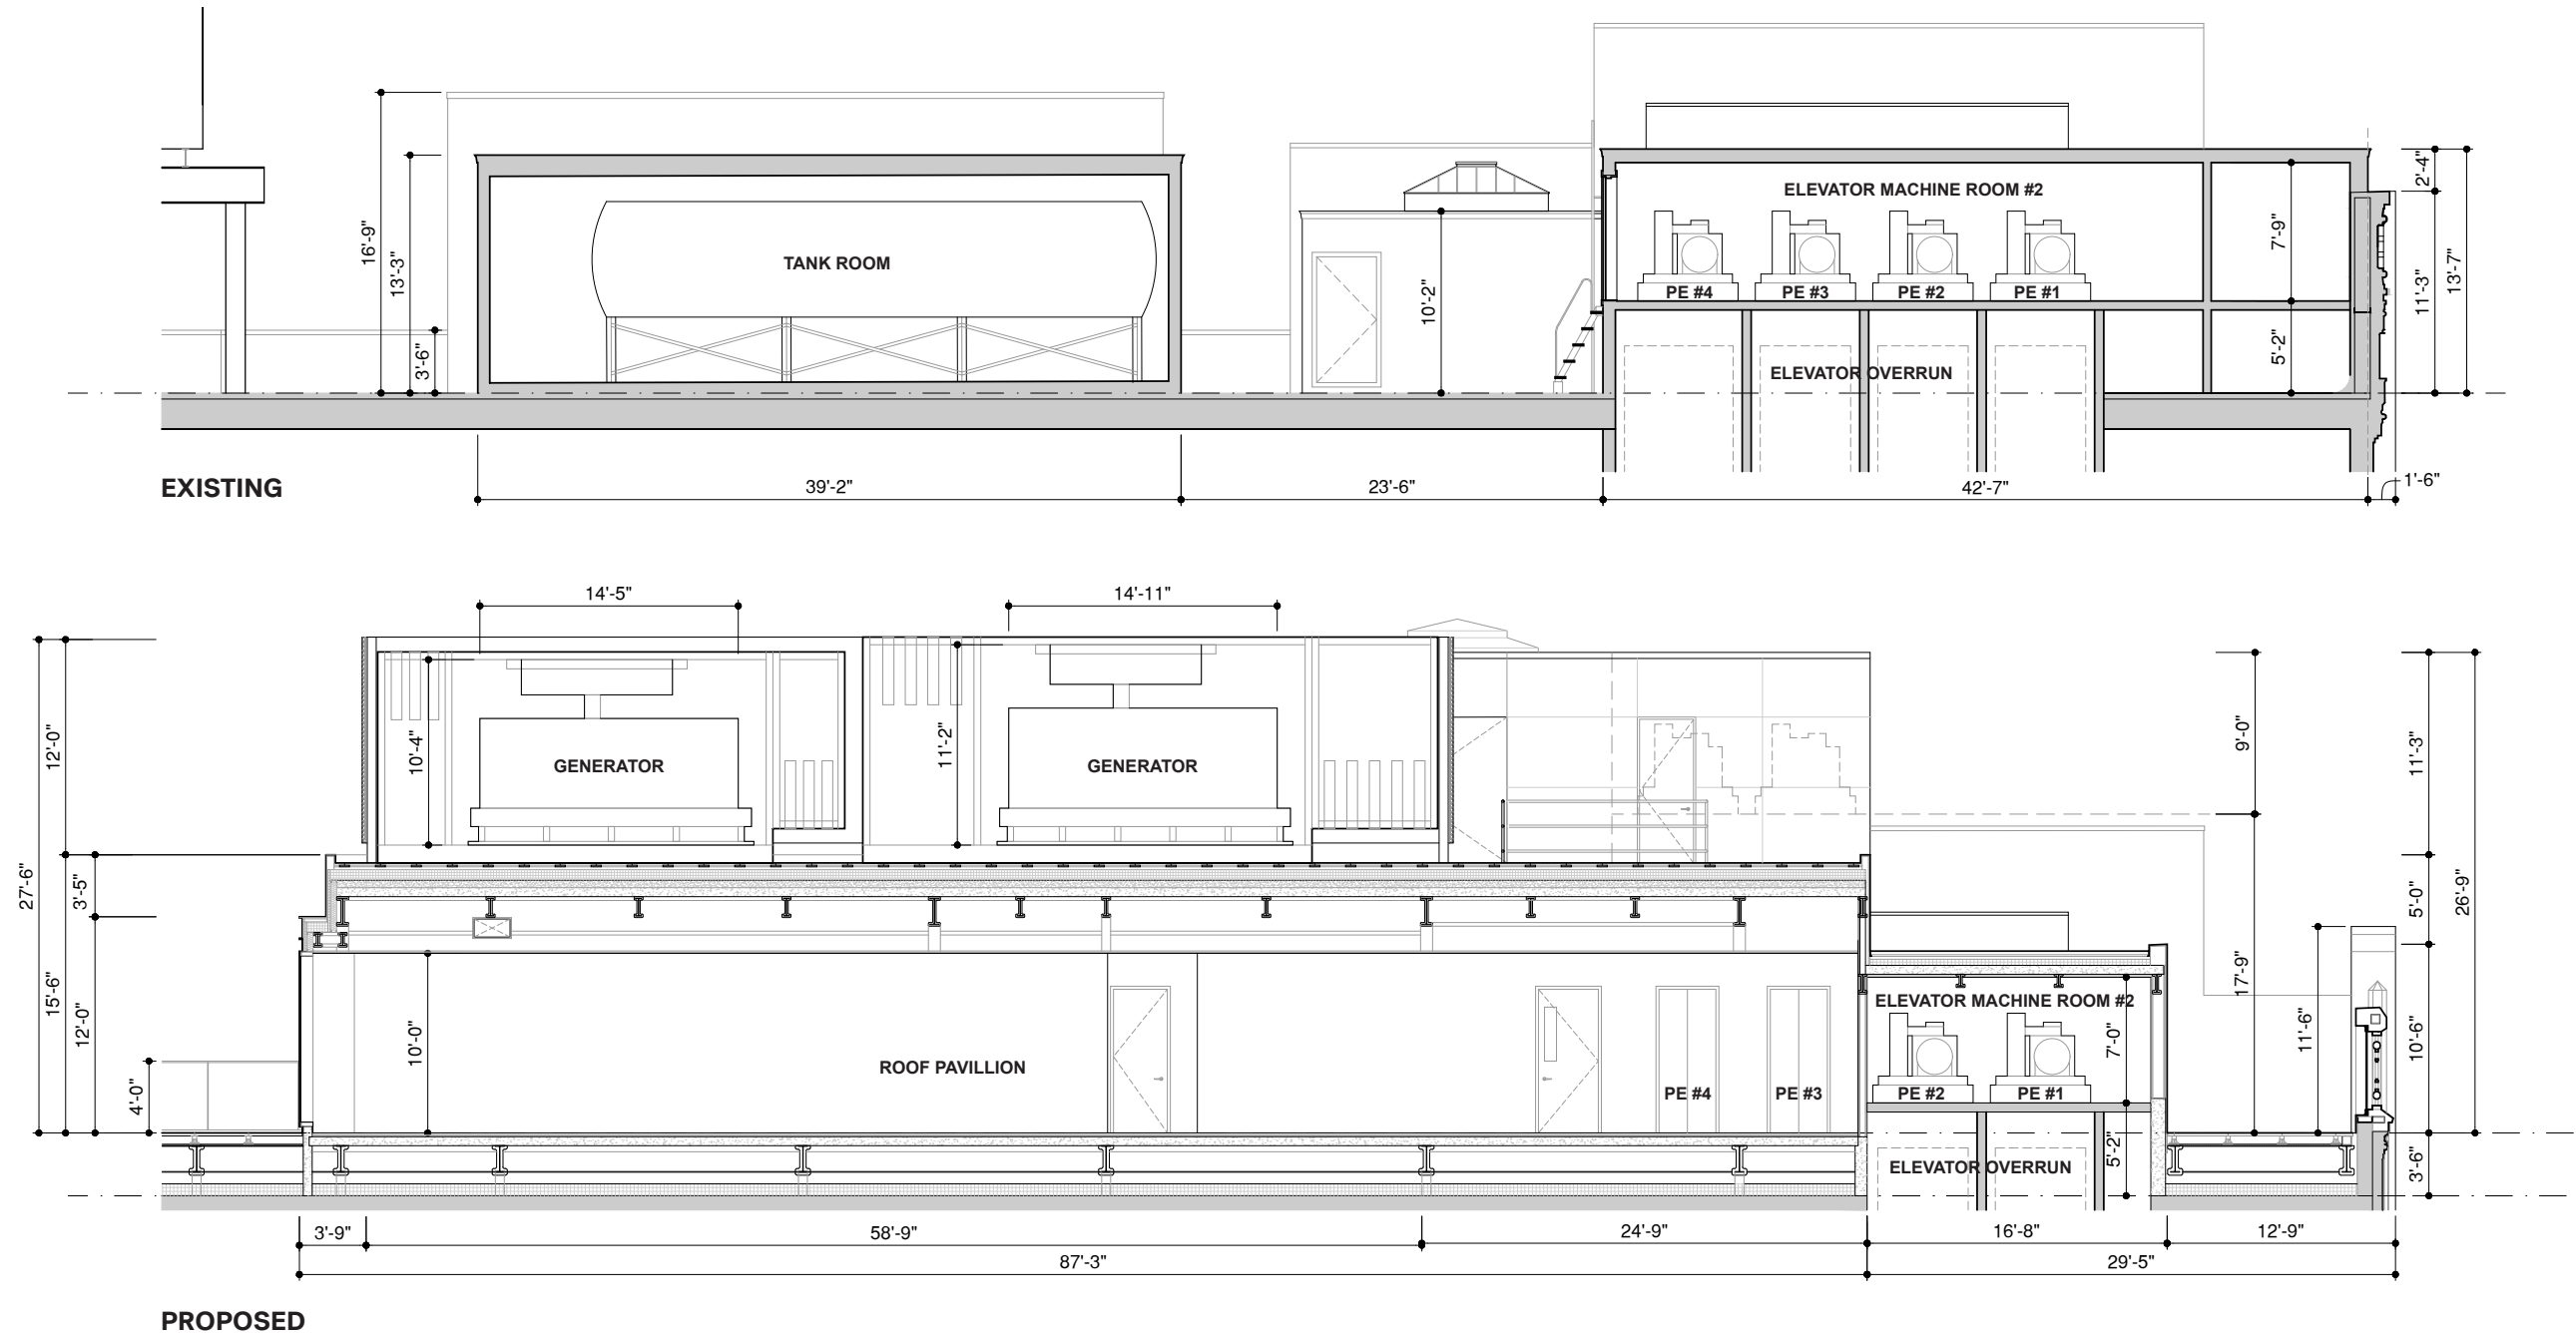 16'-9"
13'-3"
3'-6"
TANK ROOM
10'-2"
ELEVATOR MACHINE ROOM #2
PE #4 PE #3 PE #2 PE #1
ELEVATOR OVERRUN
7'-9"
5'-2"
2'-4"
11'-3"
13'-7"
39'-2" 23'-6" 42'-7" 1'-6"
EXISTING
14'-5" 14'-11"
27'-6"
12'-0"
15'-6"
3'-5"
12'-0"
4'-0"
10'-4"
GENERATOR
11'-2"
GENERATOR
9'-0"
17'-9"
11'-3"
5'-0"
26'-9"
10'-6"
3'-6"
11'-6"
10'-0"
ROOF PAVILLION
PE #4 PE #3
ELEVATOR MACHINE ROOM #2
7'-0"
PE #2 PE #1
5'-2"
ELEVATOR OVERRUN
3'-9" 58'-9" 24'-9" 16'-8" 12'-9"
87'-3" 29'-5"
PROPOSED